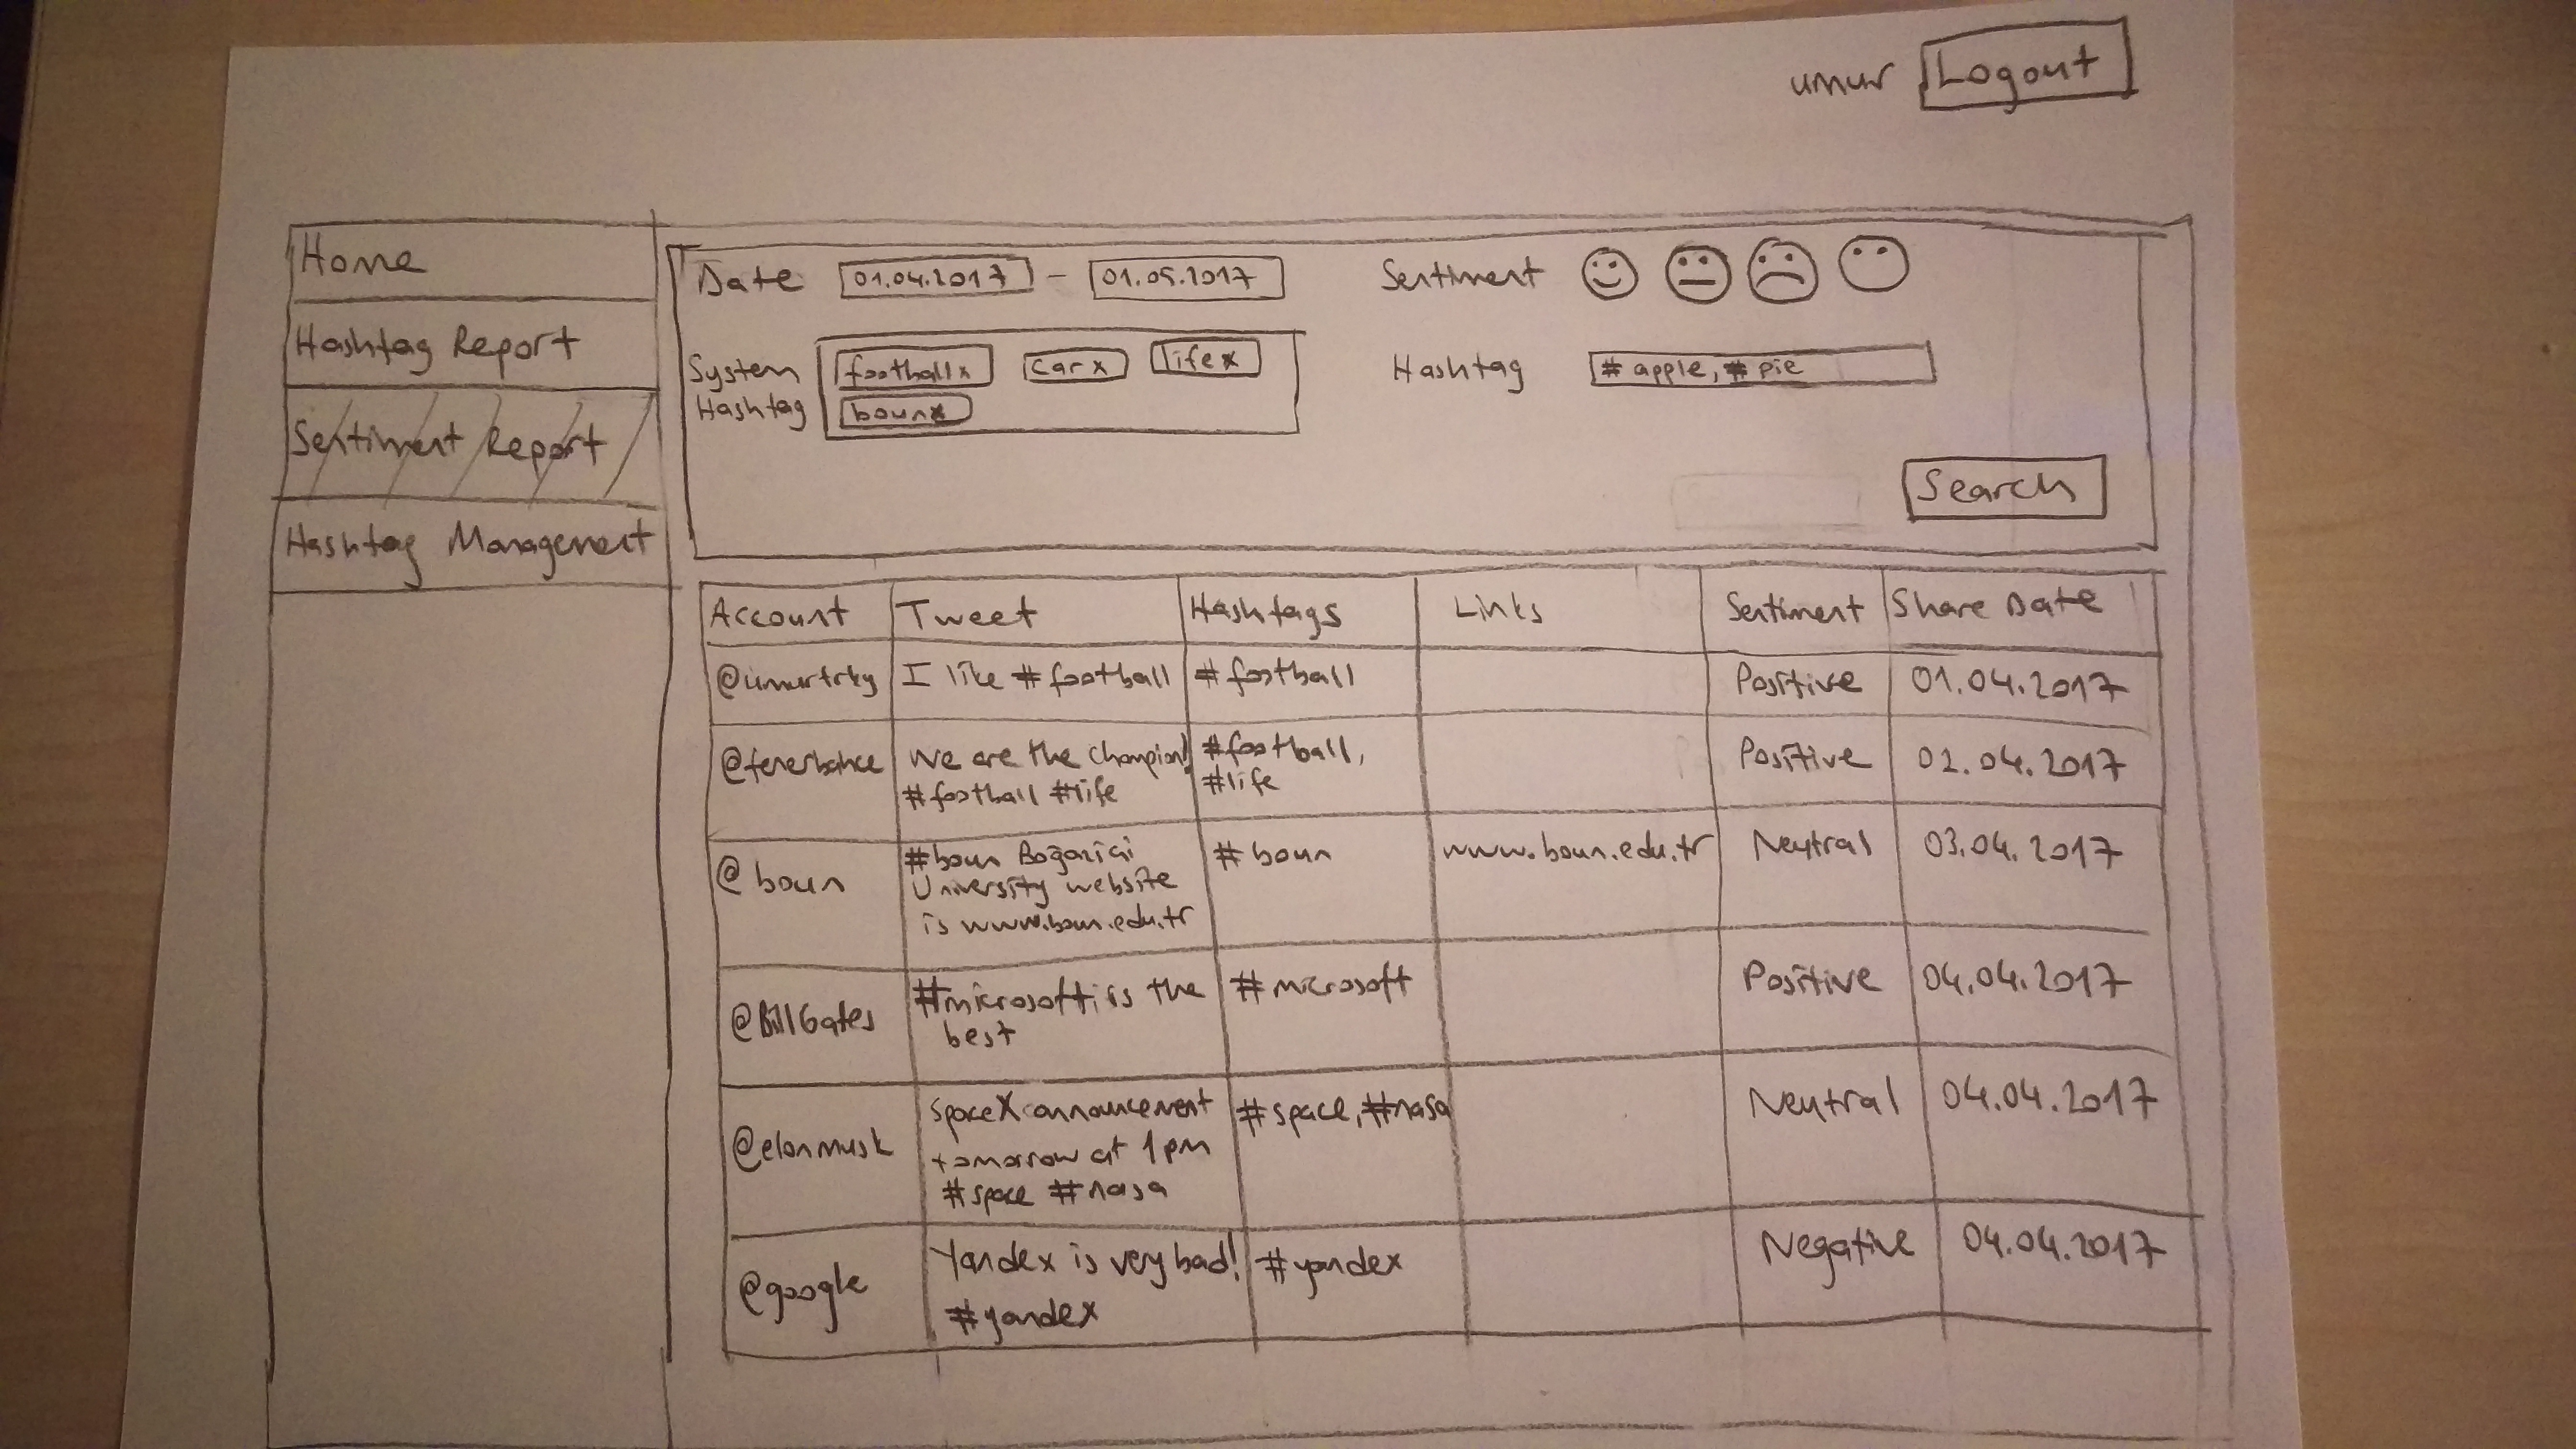 umur Logout
Home
Hashtag Report
Sentiment Report
Hashtag Management
Date 01.04.2017 - 01.05.2017
Sentiment
System
Hashtag
football x car x life x
boun x
Hashtag #apple, #pie
Search
Account Tweet Hashtags Links Sentiment Share Date
@umurtrky I like #football #football Positive 01.04.2017
@fenerbahce We are the champion! #football, Positive 02.04.2017
#football #life #life
@boun #boun Boğaziçi #boun www.boun.edu.tr Neutral 03.04.2017
University website
is www.boun.edu.tr
@BillGates #microsoft is the #microsoft Positive 04.04.2017
best
@elonmusk SpaceX announcement #space, #nasa Neutral 04.04.2017
tomorrow at 1 pm
#space #nasa
@google Yandex is very bad! #yandex Negative 04.04.2017
#yandex